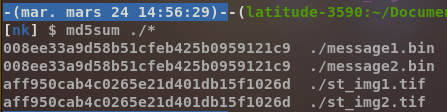 -(mar. mars 24 14:56:29)--(latitude-3590:~/Docume
[nk] $ md5sum ./*
008ee33a9d58b51cfeb425b0959121c9  ./message1.bin
008ee33a9d58b51cfeb425b0959121c9  ./message2.bin
aff950cab4c0265e21d401db15f1026d  ./st_img1.tif
aff950cab4c0265e21d401db15f1026d  ./st_img2.tif